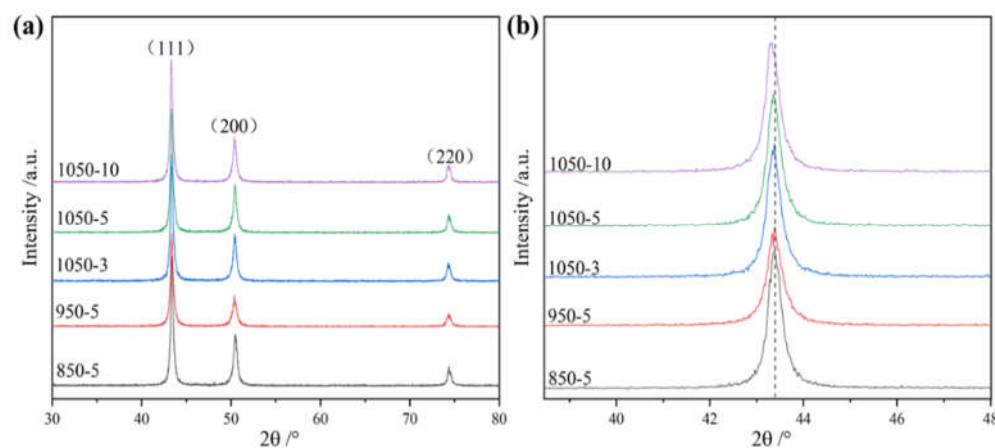 (a)
（111）
（200）
（220）
1050-10
1050-5
1050-3
950-5
850-5
Intensity /a.u.
30 40 50 60 70 80
2θ /°
(b)
1050-10
1050-5
1050-3
950-5
850-5
Intensity /a.u.
40 42 44 46 48
2θ /°